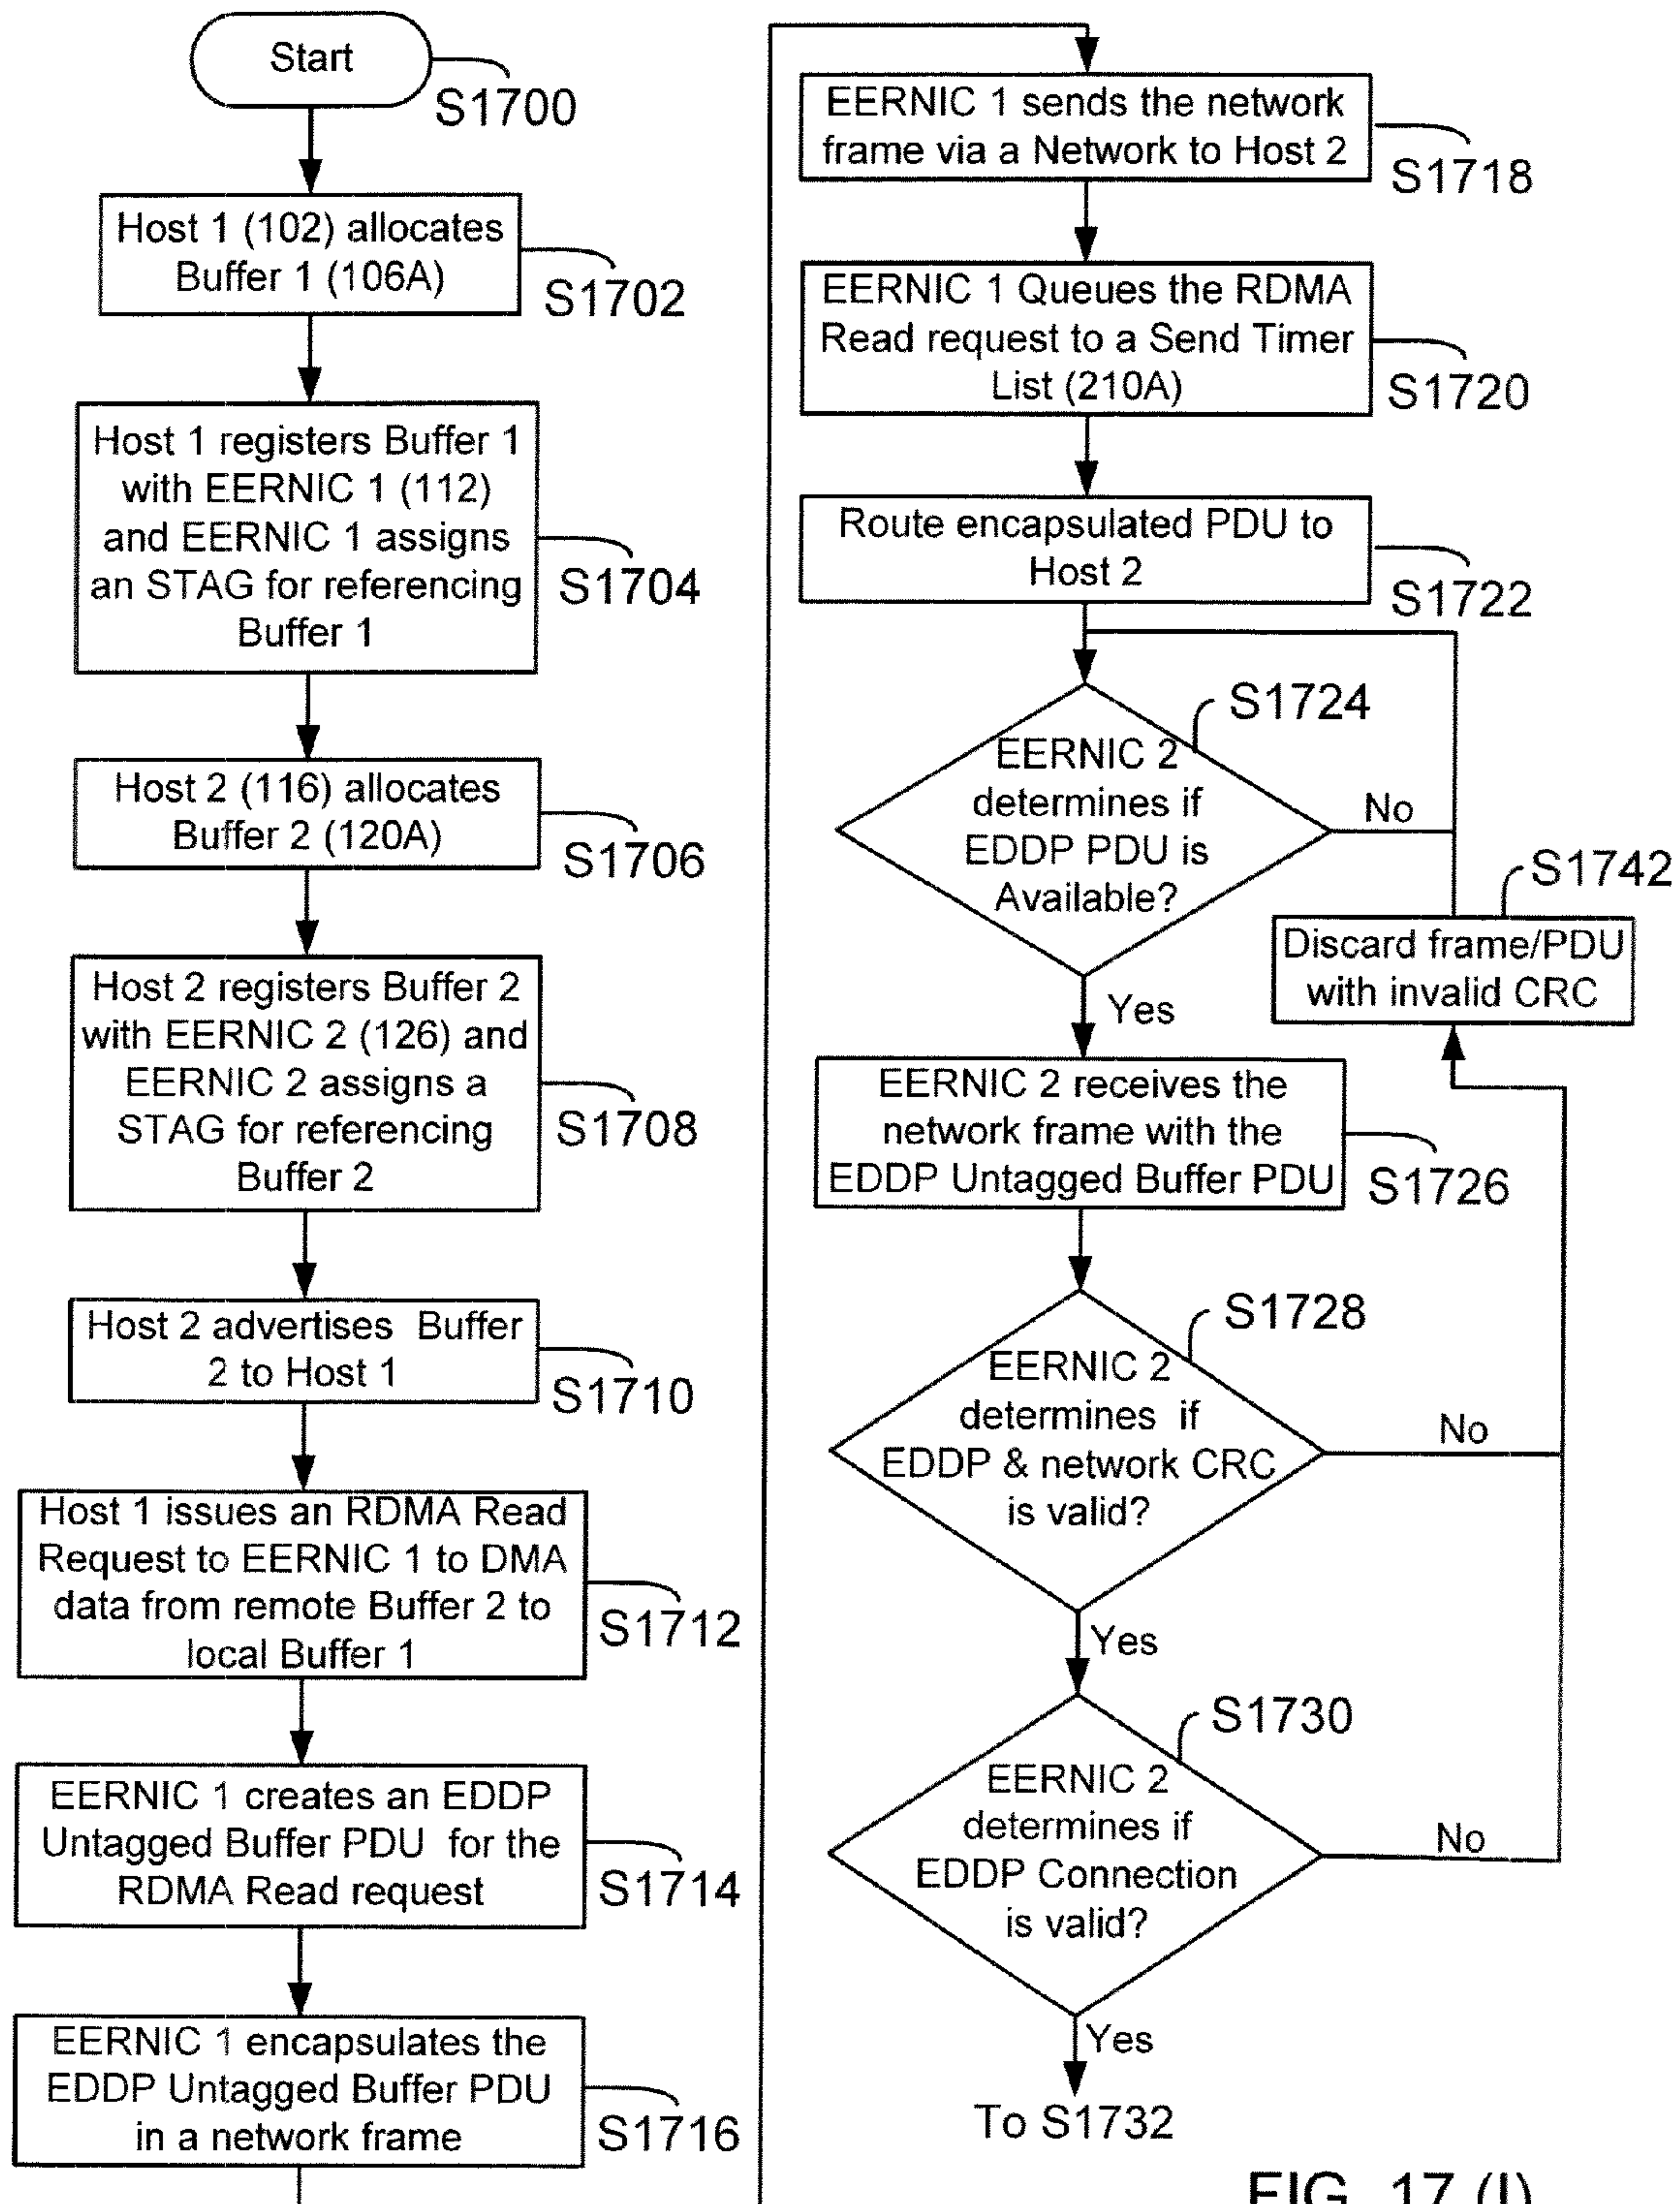 Start
S1700
Host 1 (102) allocates
Buffer 1 (106A)
S1702
Host 1 registers Buffer 1
with EERNIC 1 (112)
and EERNIC 1 assigns
an STAG for referencing
Buffer 1
S1704
Host 2 (116) allocates
Buffer 2 (120A)
S1706
Host 2 registers Buffer 2
with EERNIC 2 (126) and
EERNIC 2 assigns a
STAG for referencing
Buffer 2
S1708
Host 2 advertises Buffer
2 to Host 1
S1710
Host 1 issues an RDMA Read
Request to EERNIC 1 to DMA
data from remote Buffer 2 to
local Buffer 1
S1712
EERNIC 1 creates an EDDP
Untagged Buffer PDU for the
RDMA Read request
S1714
EERNIC 1 encapsulates the
EDDP Untagged Buffer PDU
in a network frame
S1716
EERNIC 1 sends the network
frame via a Network to Host 2
S1718
EERNIC 1 Queues the RDMA
Read request to a Send Timer
List (210A)
S1720
Route encapsulated PDU to
Host 2
S1722
S1724
EERNIC 2
determines if
EDDP PDU is
Available?
No
Yes
S1742
Discard frame/PDU
with invalid CRC
EERNIC 2 receives the
network frame with the
EDDP Untagged Buffer PDU
S1726
S1728
EERNIC 2
determines if
EDDP & network CRC
is valid?
No
Yes
S1730
EERNIC 2
determines if
EDDP Connection
is valid?
No
Yes
To S1732
FIG. 17 (I)